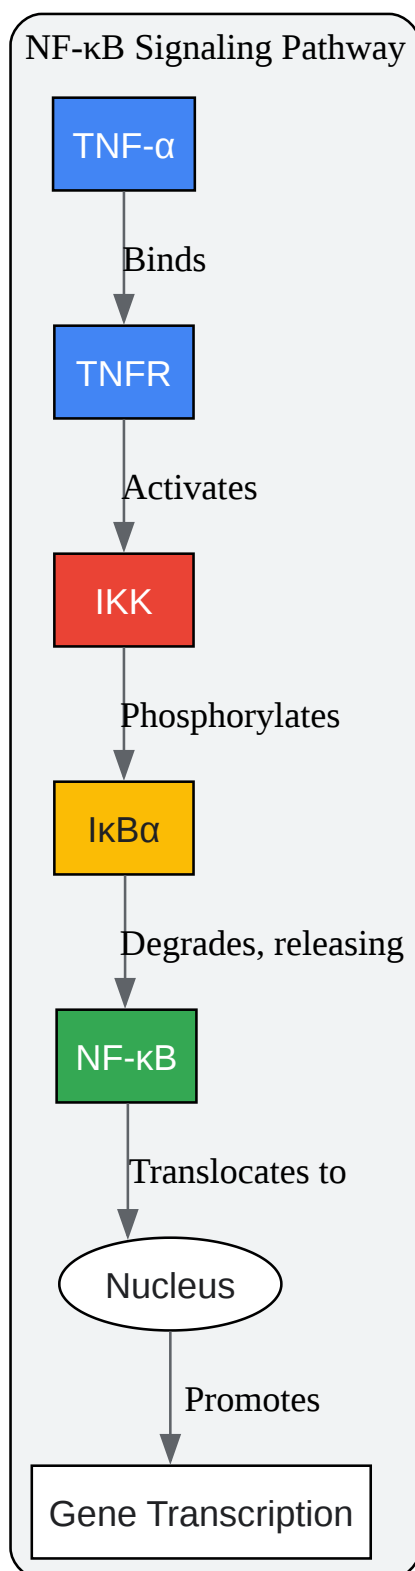 NF-κB Signaling Pathway
TNF-α
Binds
TNFR
Activates
IKK
Phosphorylates
IκBα
Degrades, releasing
NF-κB
Translocates to
Nucleus
Promotes
Gene Transcription